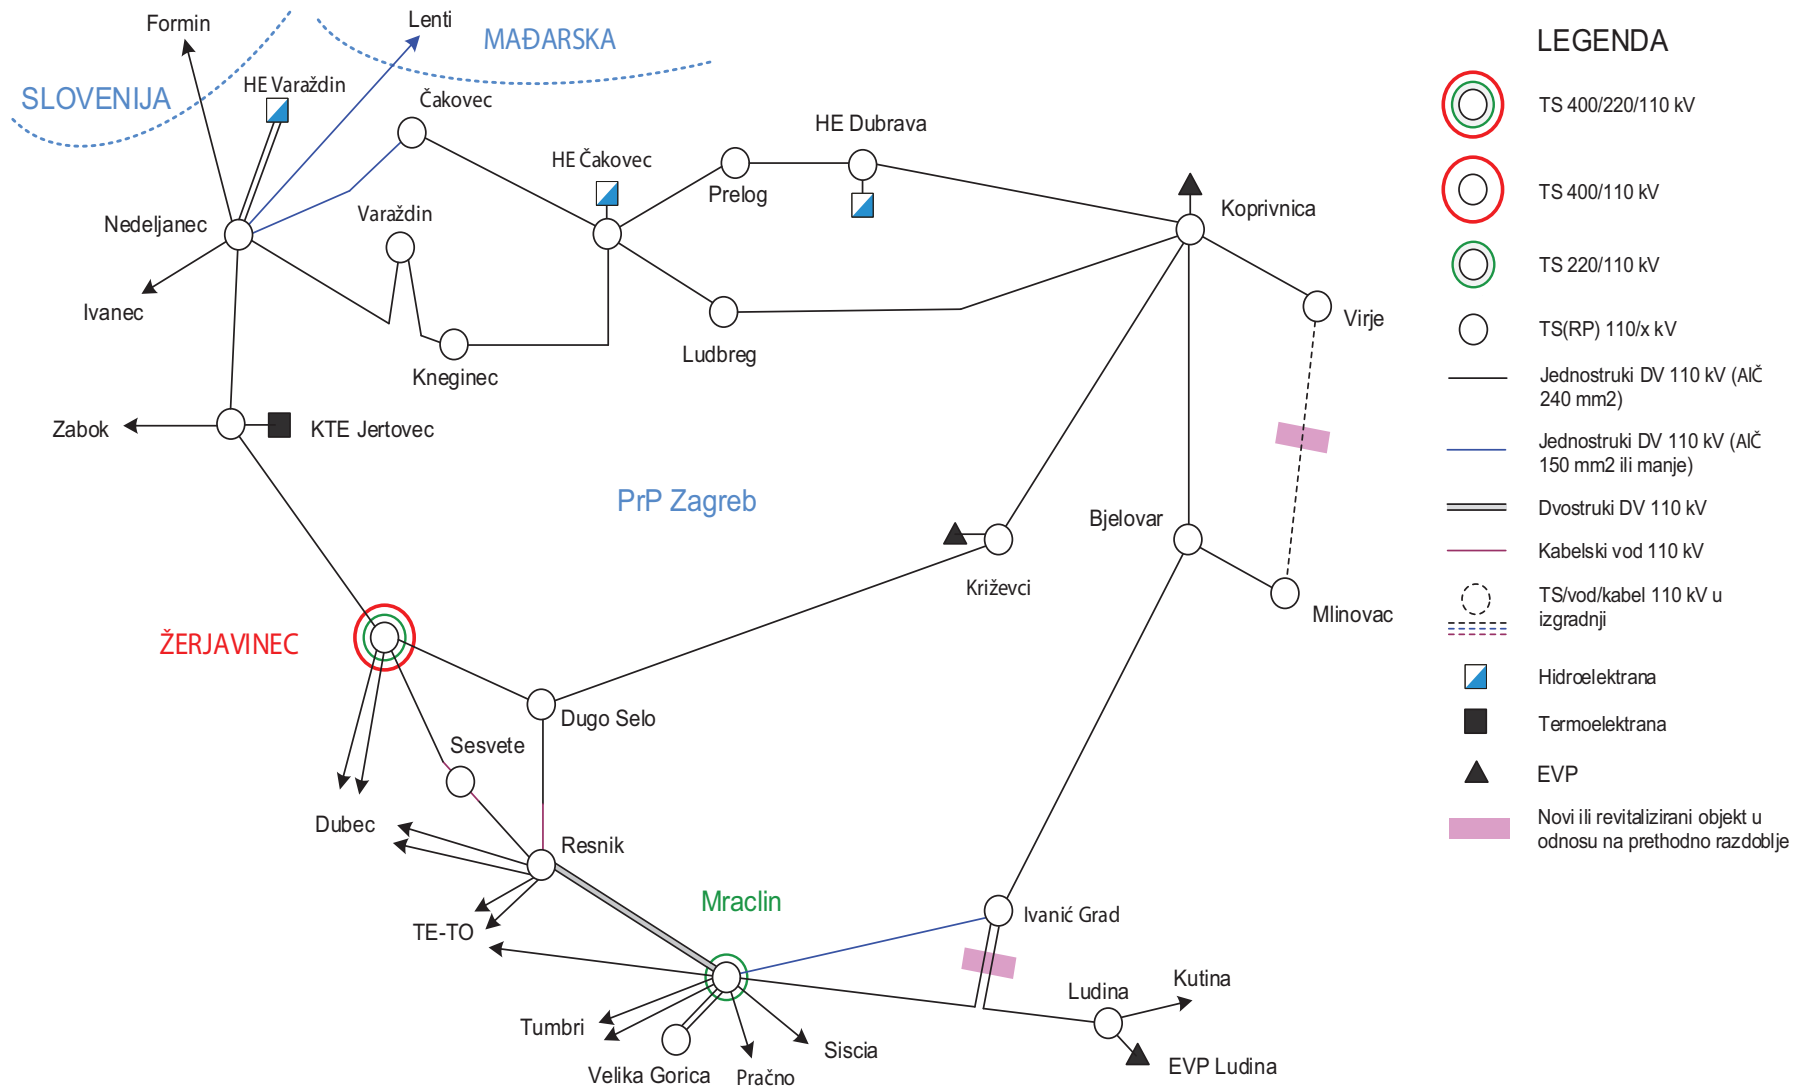 Formin
Lenti
MAĐARSKA
SLOVENIJA
HE Varaždin
Čakovec
HE Dubrava
HE Čakovec
Prelog
Varaždin
Nedeljanec
Koprivnica
Ivanec
Virje
Ludbreg
Kneginec
Zabok
KTE Jertovec
PrP Zagreb
Bjelovar
Križevci
Mlinovac
ŽERJAVINEC
Dugo Selo
Sesvete
Dubec
Resnik
Mraclin
Ivanić Grad
TE-TO
Kutina
Ludina
Tumbri
Siscia
EVP Ludina
Velika Gorica
Pračno
LEGENDA
TS 400/220/110 kV
TS 400/110 kV
TS 220/110 kV
TS(RP) 110/x kV
Jednostruki DV 110 kV (AlČ
240 mm2)
Jednostruki DV 110 kV (AlČ
150 mm2 ili manje)
Dvostruki DV 110 kV
Kabelski vod 110 kV
TS/vod/kabel 110 kV u
izgradnji
Hidroelektrana
Termoelektrana
EVP
Novi ili revitalizirani objekt u
odnosu na prethodno razdoblje